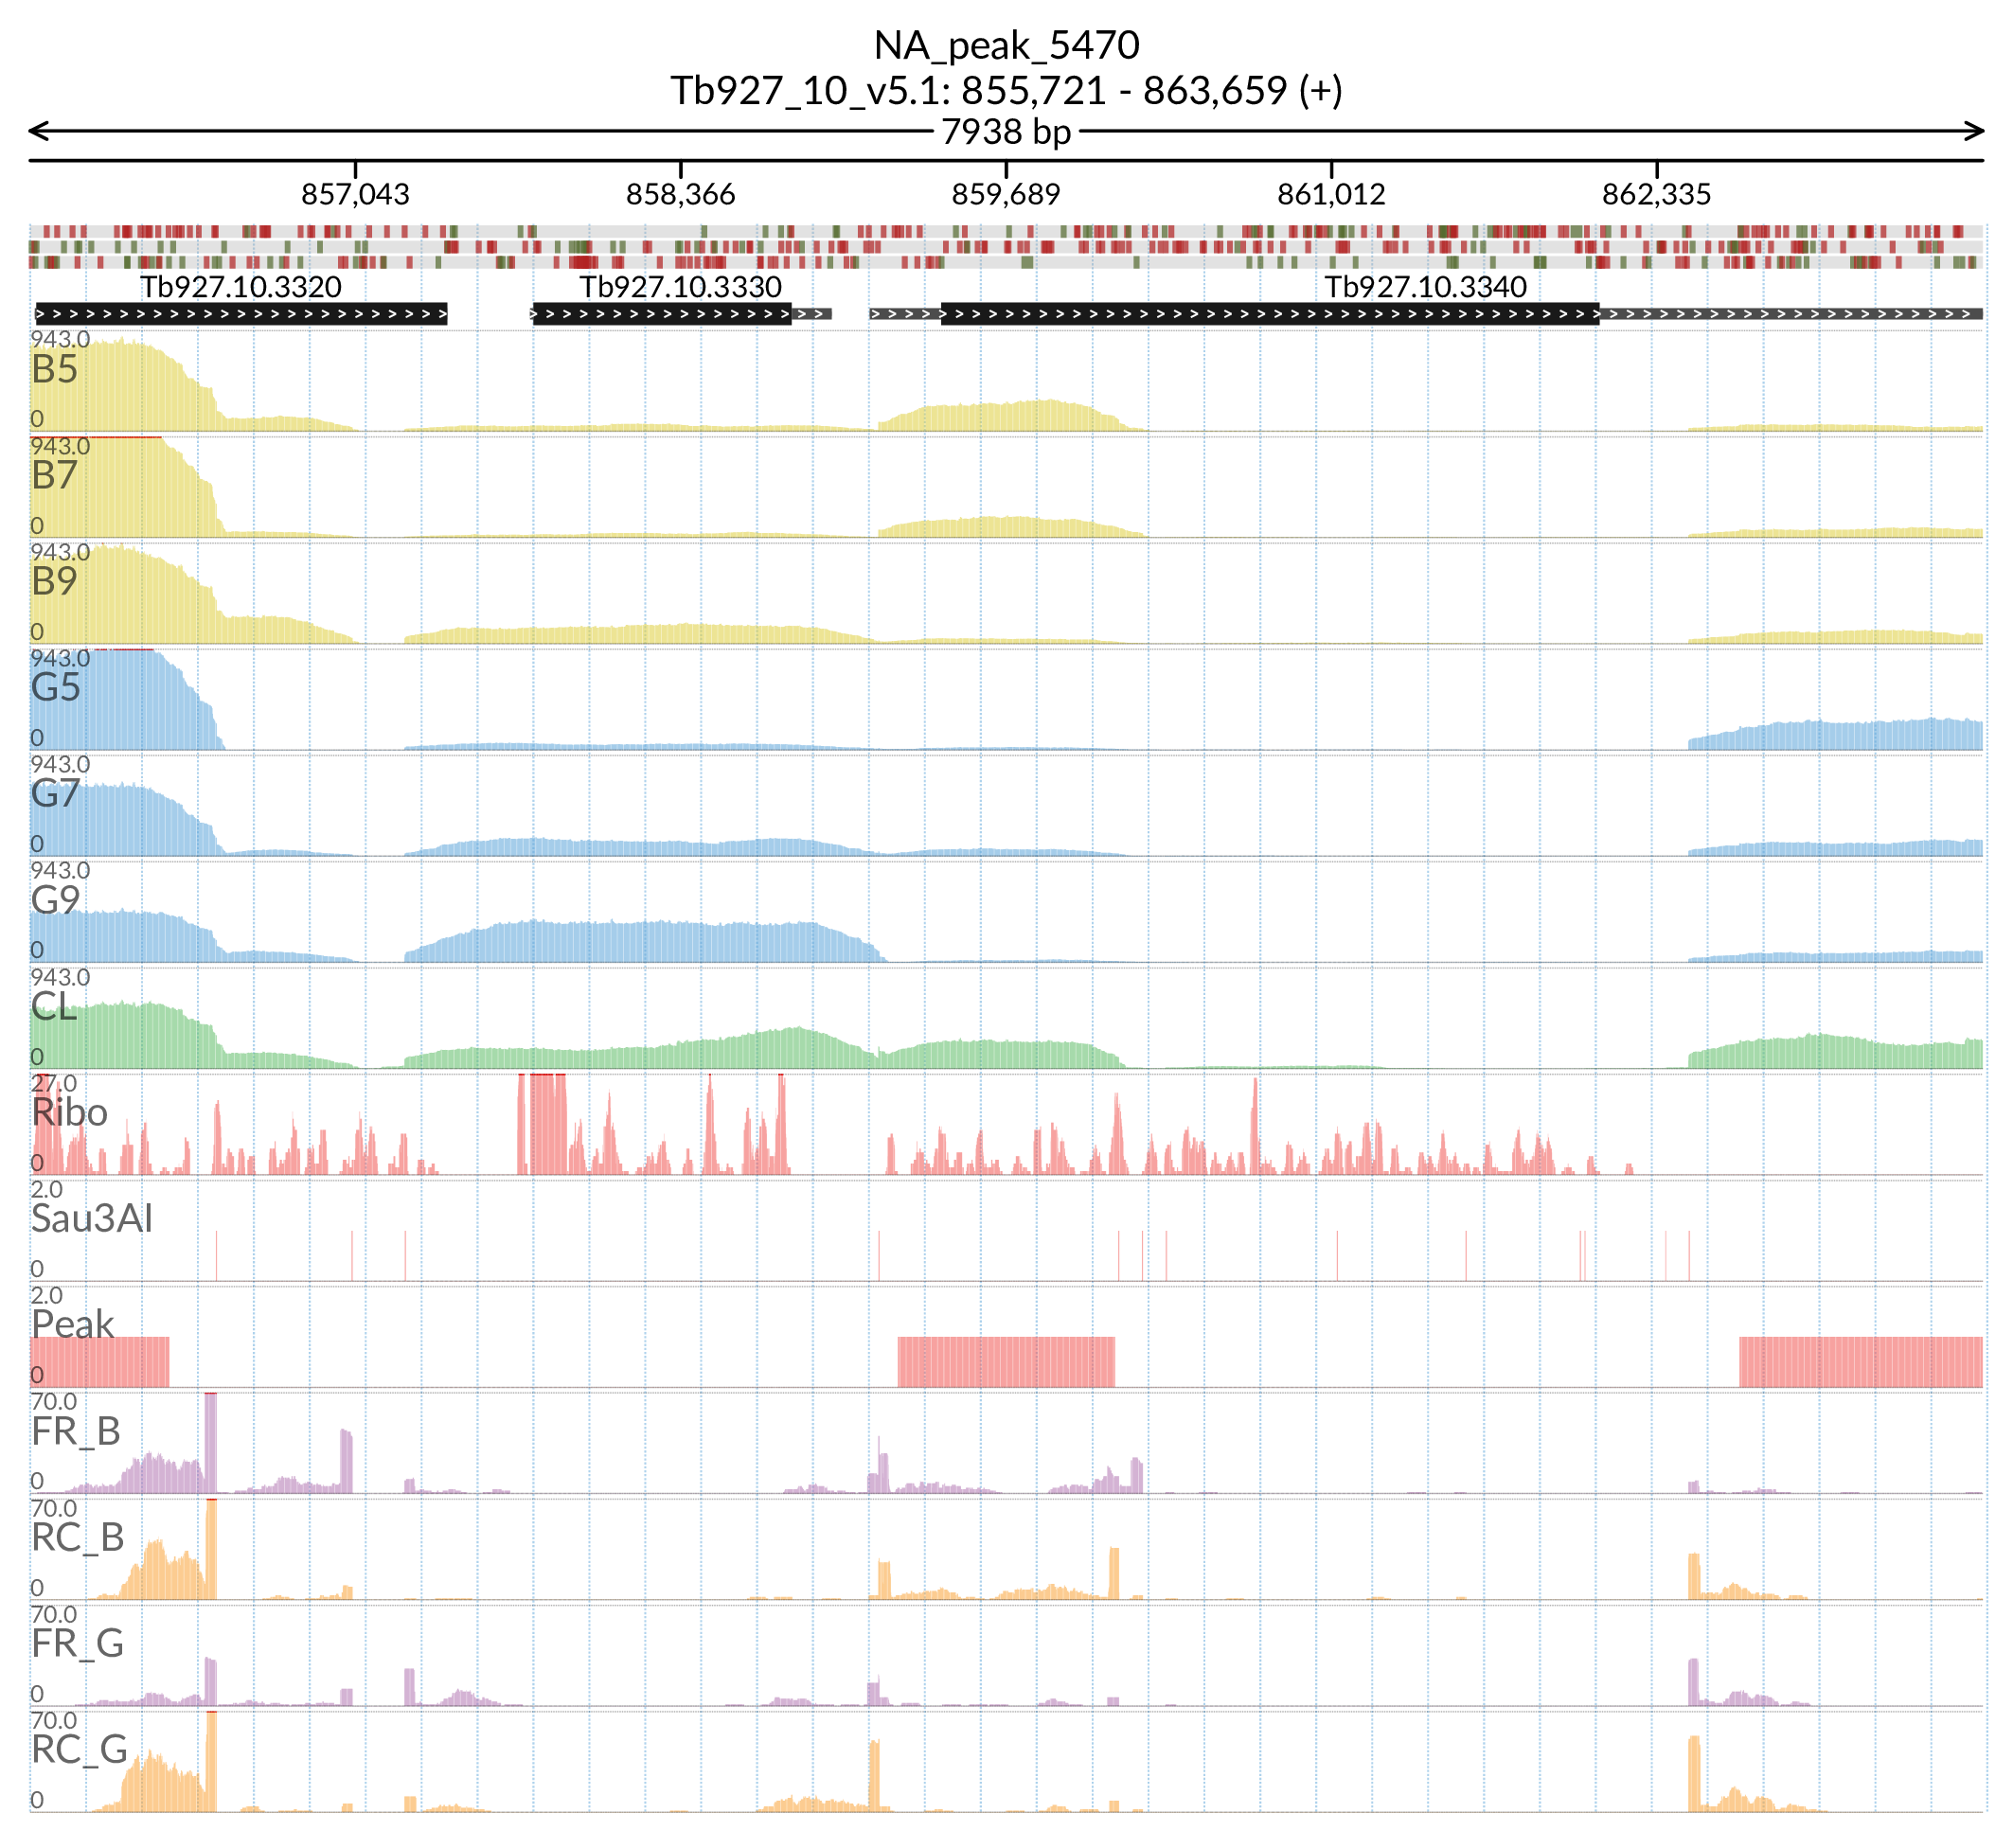 NA_peak_5470
Tb927_10_v5.1: 855,721 - 863,659 (+)
7938 bp
857,043 858,366 859,689 861,012 862,335
Tb927.10.3320 Tb927.10.3330 Tb927.10.3340
943.0
B5
0
943.0
B7
0
943.0
B9
0
943.0
G5
0
943.0
G7
0
943.0
G9
0
943.0
CL
0
27.0
Ribo
0
2.0
Sau3AI
0
2.0
Peak
0
70.0
FR_B
0
70.0
RC_B
0
70.0
FR_G
0
70.0
RC_G
0